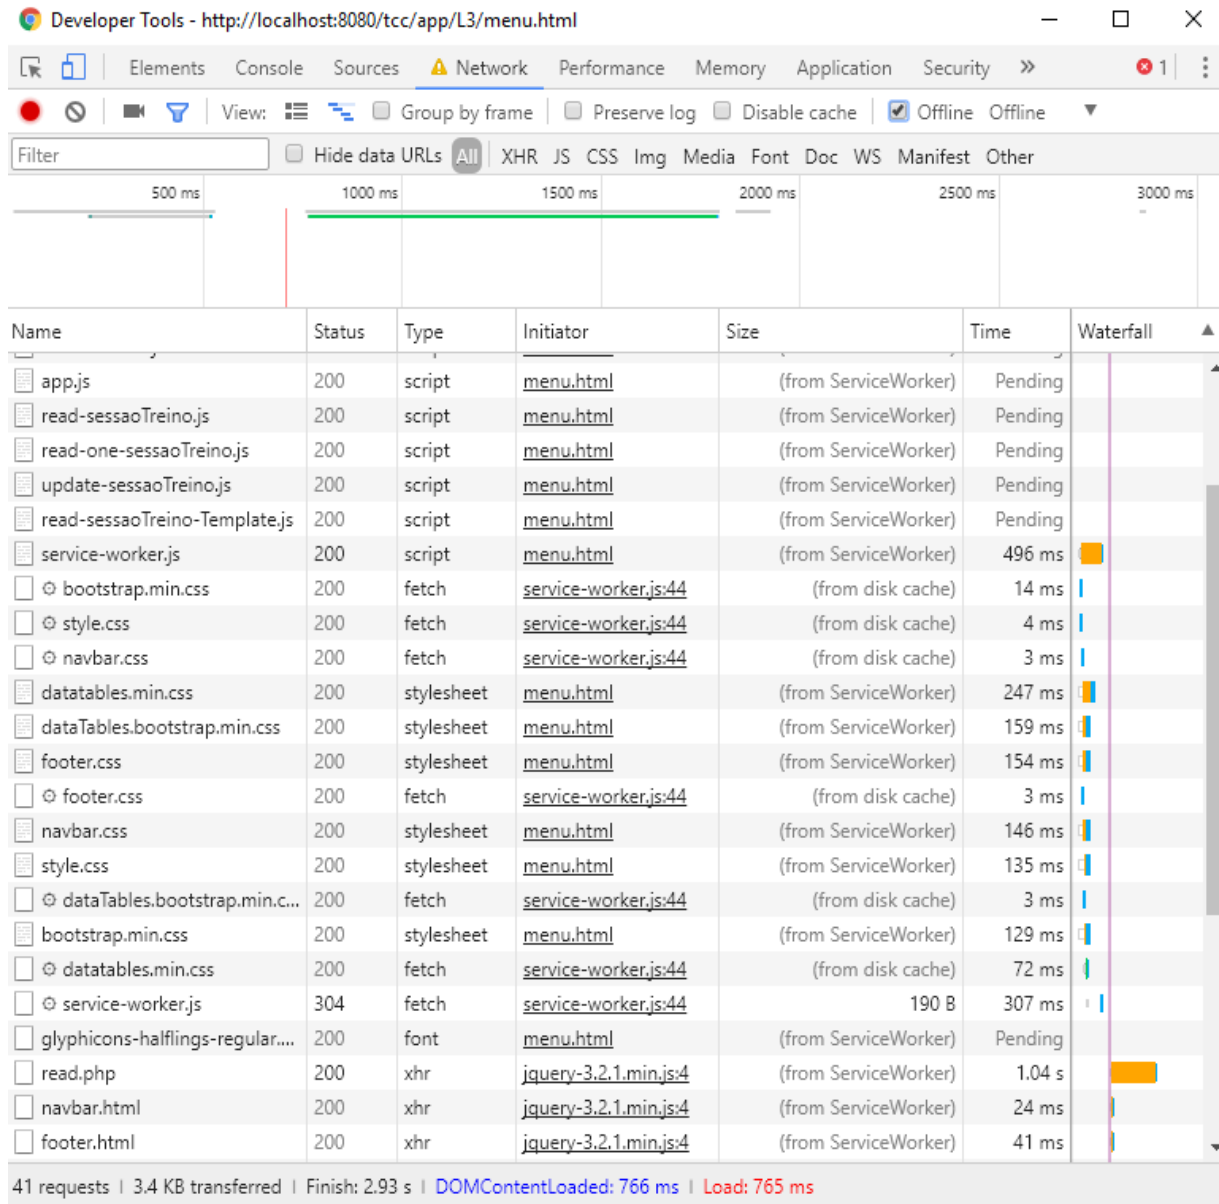 Developer Tools - http://localhost:8080/tcc/app/L3/menu.html
Elements Console Sources Network Performance Memory Application Security » 1
View: Group by frame Preserve log Disable cache Offline Offline ▼
Filter Hide data URLs All XHR JS CSS Img Media Font Doc WS Manifest Other
500 ms 1000 ms 1500 ms 2000 ms 2500 ms 3000 ms
Name Status Type Initiator Size Time Waterfall ▲
app.js 200 script menu.html (from ServiceWorker) Pending
read-sessaoTreino.js 200 script menu.html (from ServiceWorker) Pending
read-one-sessaoTreino.js 200 script menu.html (from ServiceWorker) Pending
update-sessaoTreino.js 200 script menu.html (from ServiceWorker) Pending
read-sessaoTreino-Template.js 200 script menu.html (from ServiceWorker) Pending
service-worker.js 200 script menu.html (from ServiceWorker) 496 ms
bootstrap.min.css 200 fetch service-worker.js:44 (from disk cache) 14 ms
style.css 200 fetch service-worker.js:44 (from disk cache) 4 ms
navbar.css 200 fetch service-worker.js:44 (from disk cache) 3 ms
datatables.min.css 200 stylesheet menu.html (from ServiceWorker) 247 ms
dataTables.bootstrap.min.css 200 stylesheet menu.html (from ServiceWorker) 159 ms
footer.css 200 stylesheet menu.html (from ServiceWorker) 154 ms
footer.css 200 fetch service-worker.js:44 (from disk cache) 3 ms
navbar.css 200 stylesheet menu.html (from ServiceWorker) 146 ms
style.css 200 stylesheet menu.html (from ServiceWorker) 135 ms
dataTables.bootstrap.min.c... 200 fetch service-worker.js:44 (from disk cache) 3 ms
bootstrap.min.css 200 stylesheet menu.html (from ServiceWorker) 129 ms
datatables.min.css 200 fetch service-worker.js:44 (from disk cache) 72 ms
service-worker.js 304 fetch service-worker.js:44 190 B 307 ms
glyphicons-halflings-regular.... 200 font menu.html (from ServiceWorker) Pending
read.php 200 xhr jquery-3.2.1.min.js:4 (from ServiceWorker) 1.04 s
navbar.html 200 xhr jquery-3.2.1.min.js:4 (from ServiceWorker) 24 ms
footer.html 200 xhr jquery-3.2.1.min.js:4 (from ServiceWorker) 41 ms
41 requests | 3.4 KB transferred | Finish: 2.93 s | DOMContentLoaded: 766 ms | Load: 765 ms